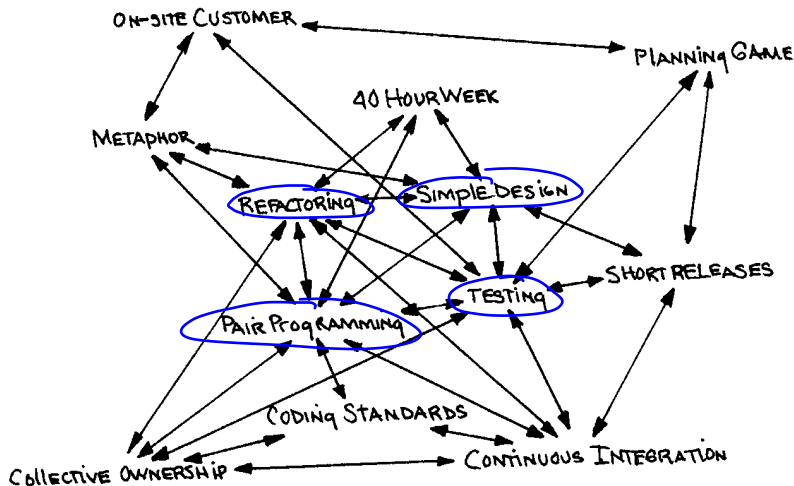 On-site Customer
Planning Game
40 Hour Week
Metaphor
Refactoring
Simple Design
Short Releases
Testing
Pair Programming
Coding Standards
Collective Ownership
Continuous Integration